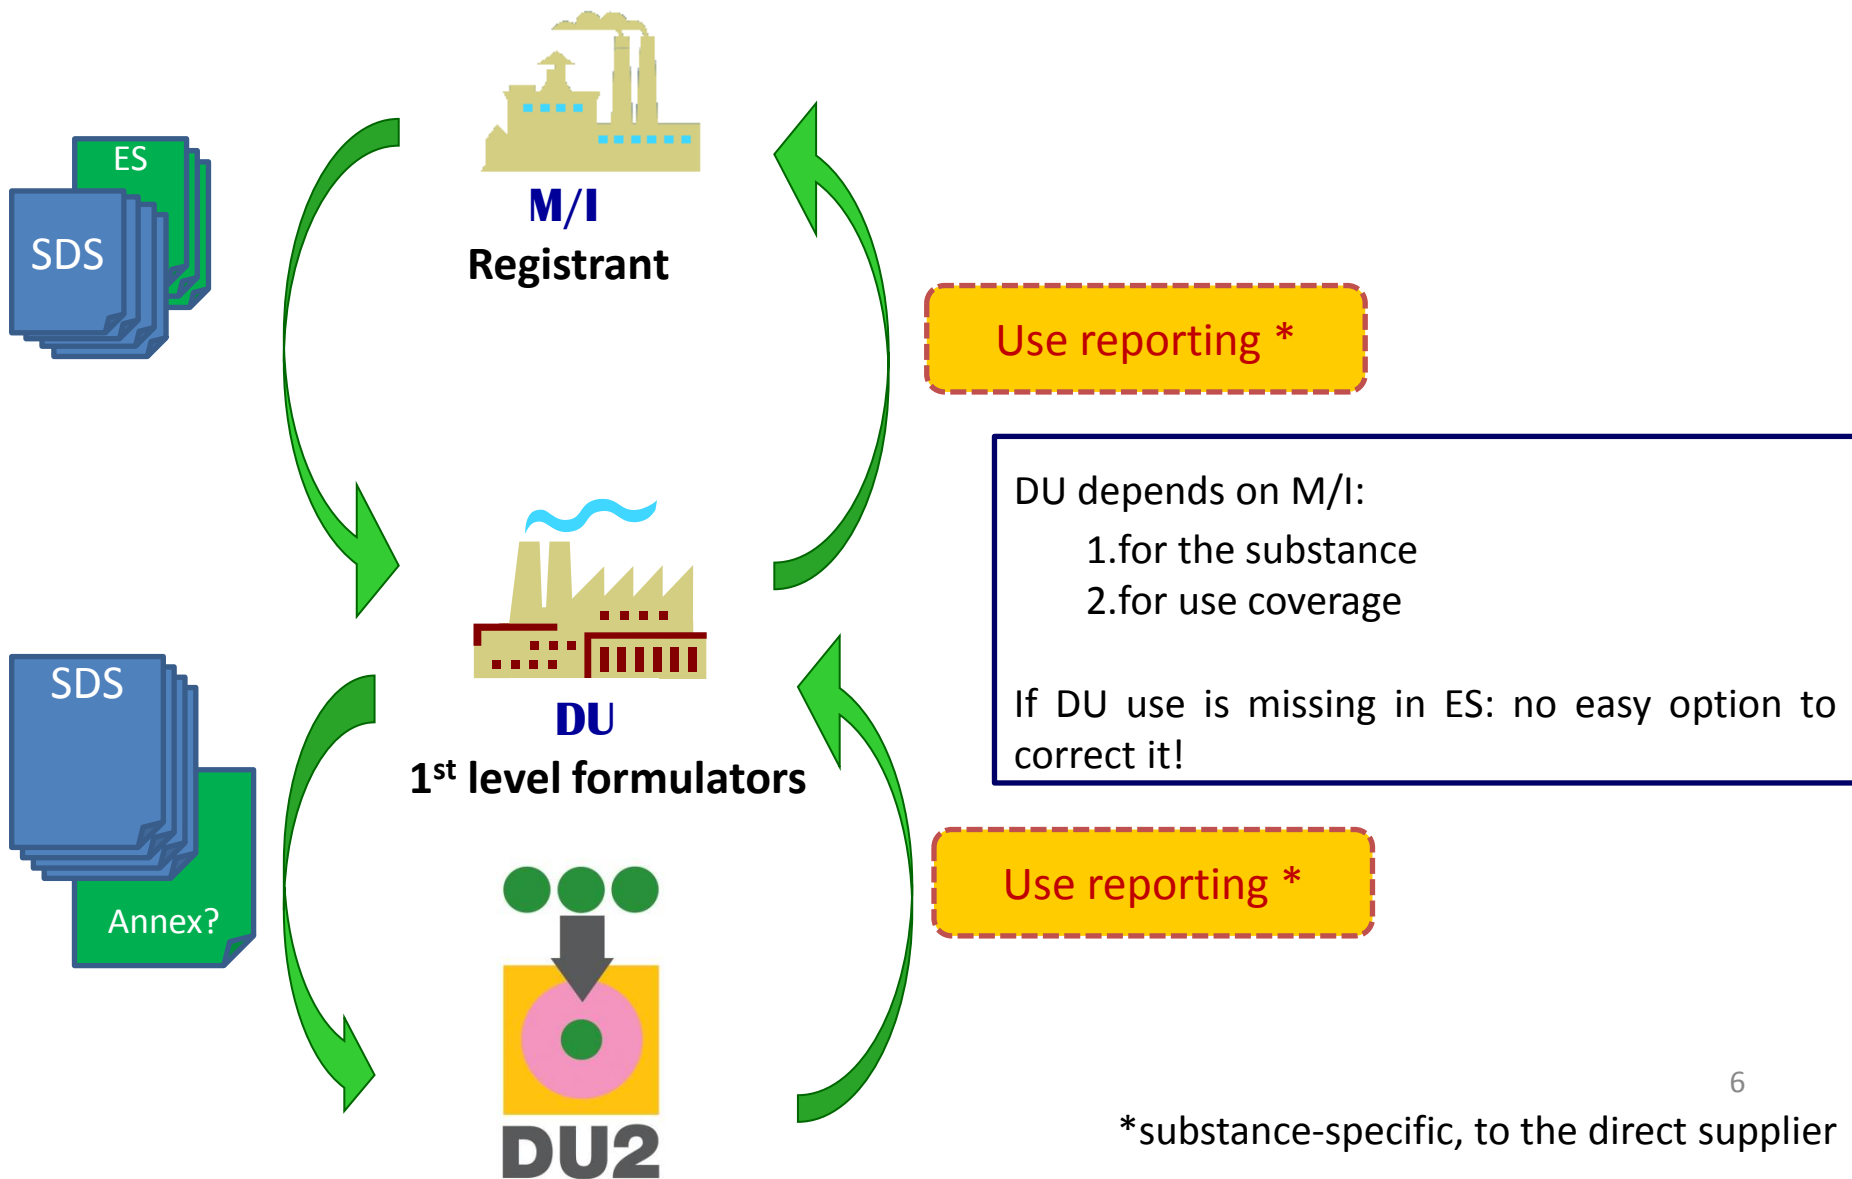 ES
SDS
M/I
Registrant
Use reporting *
DU depends on M/I:
1.for the substance
2.for use coverage
If DU use is missing in ES: no easy option to
correct it!
SDS
Annex?
DU
1st level formulators
Use reporting *
DU2
6
*substance-specific, to the direct supplier